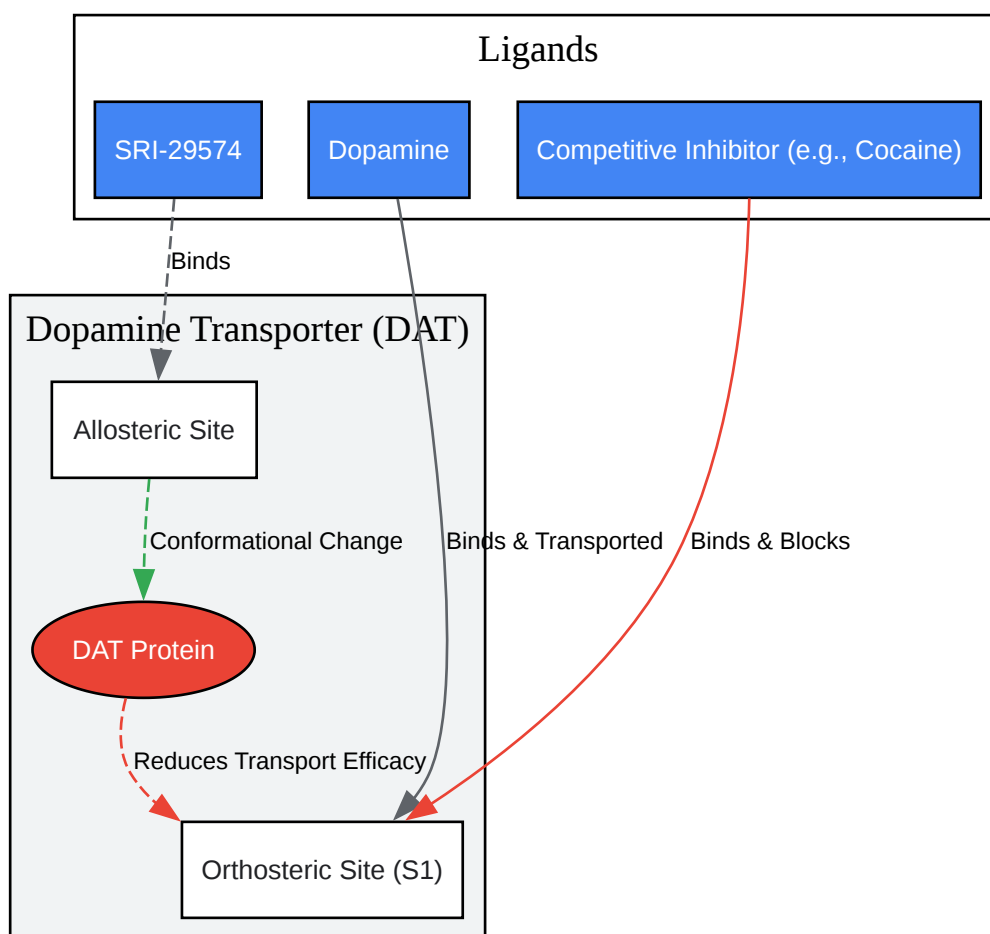 Ligands
SRI-29574
Dopamine
Competitive Inhibitor (e.g., Cocaine)
Binds
Dopamine Transporter (DAT)
Allosteric Site
Conformational Change
Binds & Transported
Binds & Blocks
DAT Protein
Reduces Transport Efficacy
Orthosteric Site (S1)